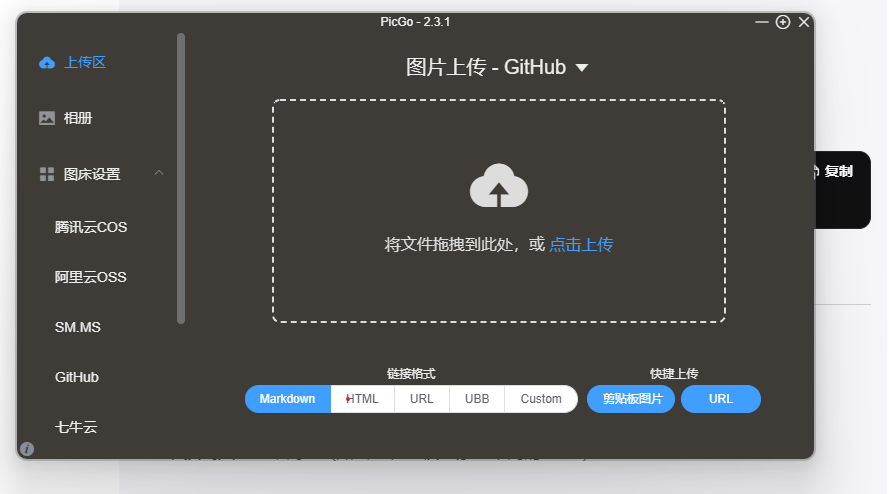 PicGo - 2.3.1
上传区
相册
图床设置
腾讯云COS
阿里云OSS
SM.MS
GitHub
七牛云
图片上传 - GitHub
将文件拖拽到此处，或 点击上传
链接格式
Markdown
HTML
URL
UBB
Custom
快捷上传
剪贴板图片
URL
复制